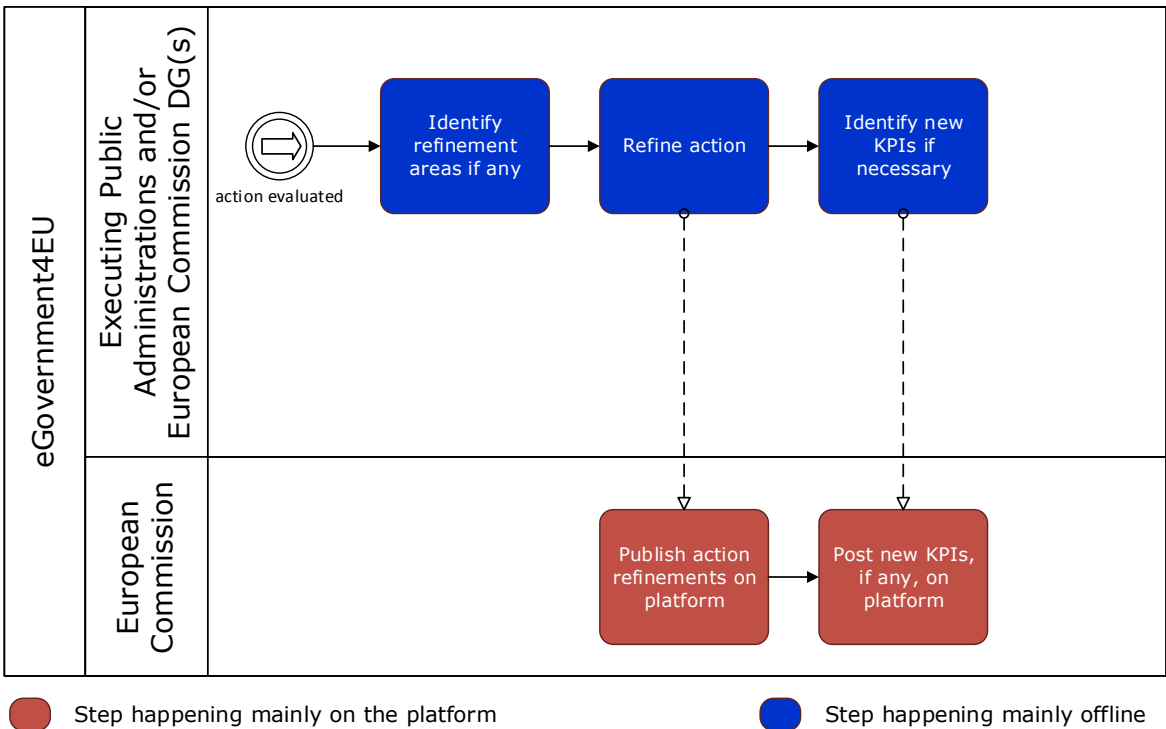 eGovernment4EU
Executing Public
Administrations and/or
European Commission DG(s)
action evaluated
Identify
refinement
areas if any
Refine action
Identify new
KPIs if
necessary
European
Commission
Publish action
refinements on
platform
Post new KPIs,
if any, on
platform
Step happening mainly on the platform
Step happening mainly offline